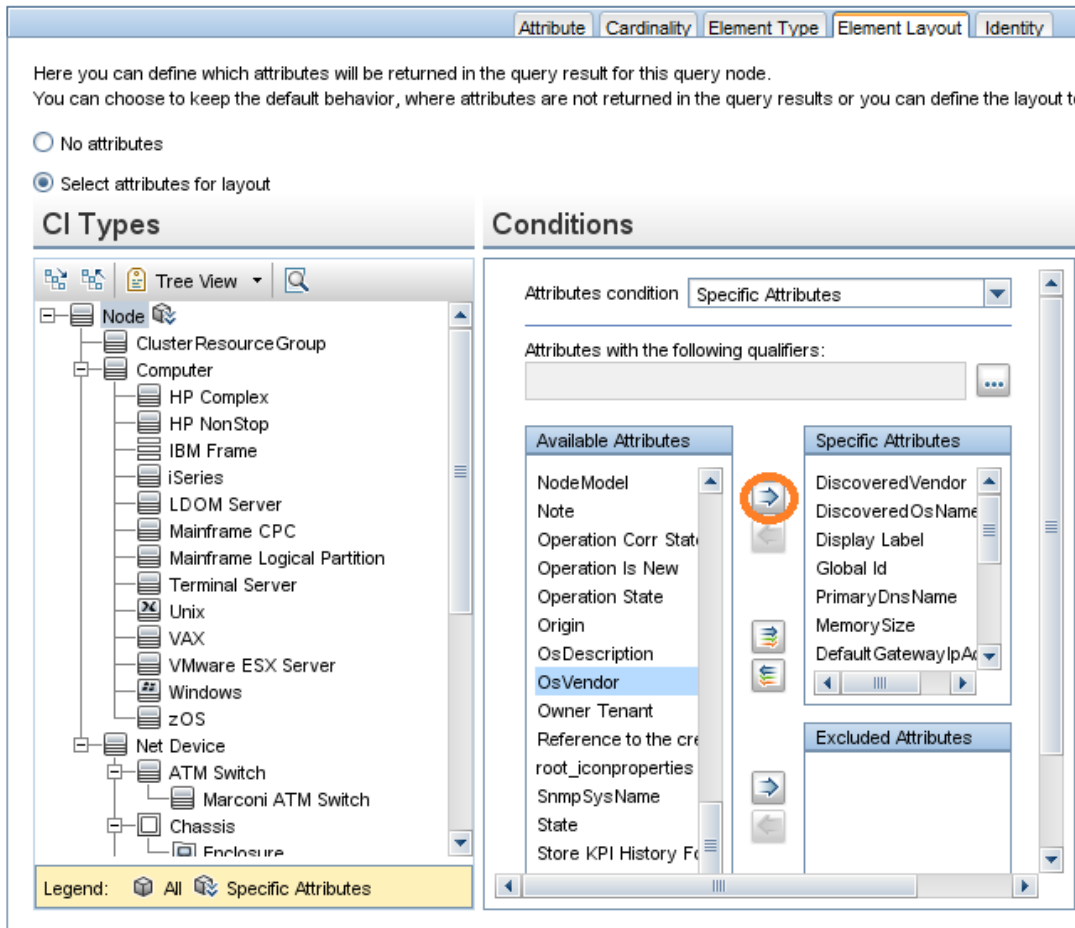 Attribute Cardinality Element Type Element Layout Identity
Here you can define which attributes will be returned in the query result for this query node.
You can choose to keep the default behavior, where attributes are not returned in the query results or you can define the layout t
No attributes
Select attributes for layout
CI Types
Tree View
Node
ClusterResourceGroup
Computer
HP Complex
HP NonStop
IBM Frame
iSeries
LDOM Server
Mainframe CPC
Mainframe Logical Partition
Terminal Server
Unix
VAX
VMware ESX Server
Windows
zOS
Net Device
ATM Switch
Marconi ATM Switch
Chassis
Enclosure
Legend: All Specific Attributes
Conditions
Attributes condition Specific Attributes
Attributes with the following qualifiers:
...
Available Attributes
NodeModel
Note
Operation Corr State
Operation Is New
Operation State
Origin
OsDescription
OsVendor
Owner Tenant
Reference to the cre
root_iconproperties
SnmpSysName
State
Store KPI History Fo
Specific Attributes
DiscoveredVendor
DiscoveredOsName
Display Label
Global Id
PrimaryDnsName
MemorySize
DefaultGatewayIpAd
Excluded Attributes